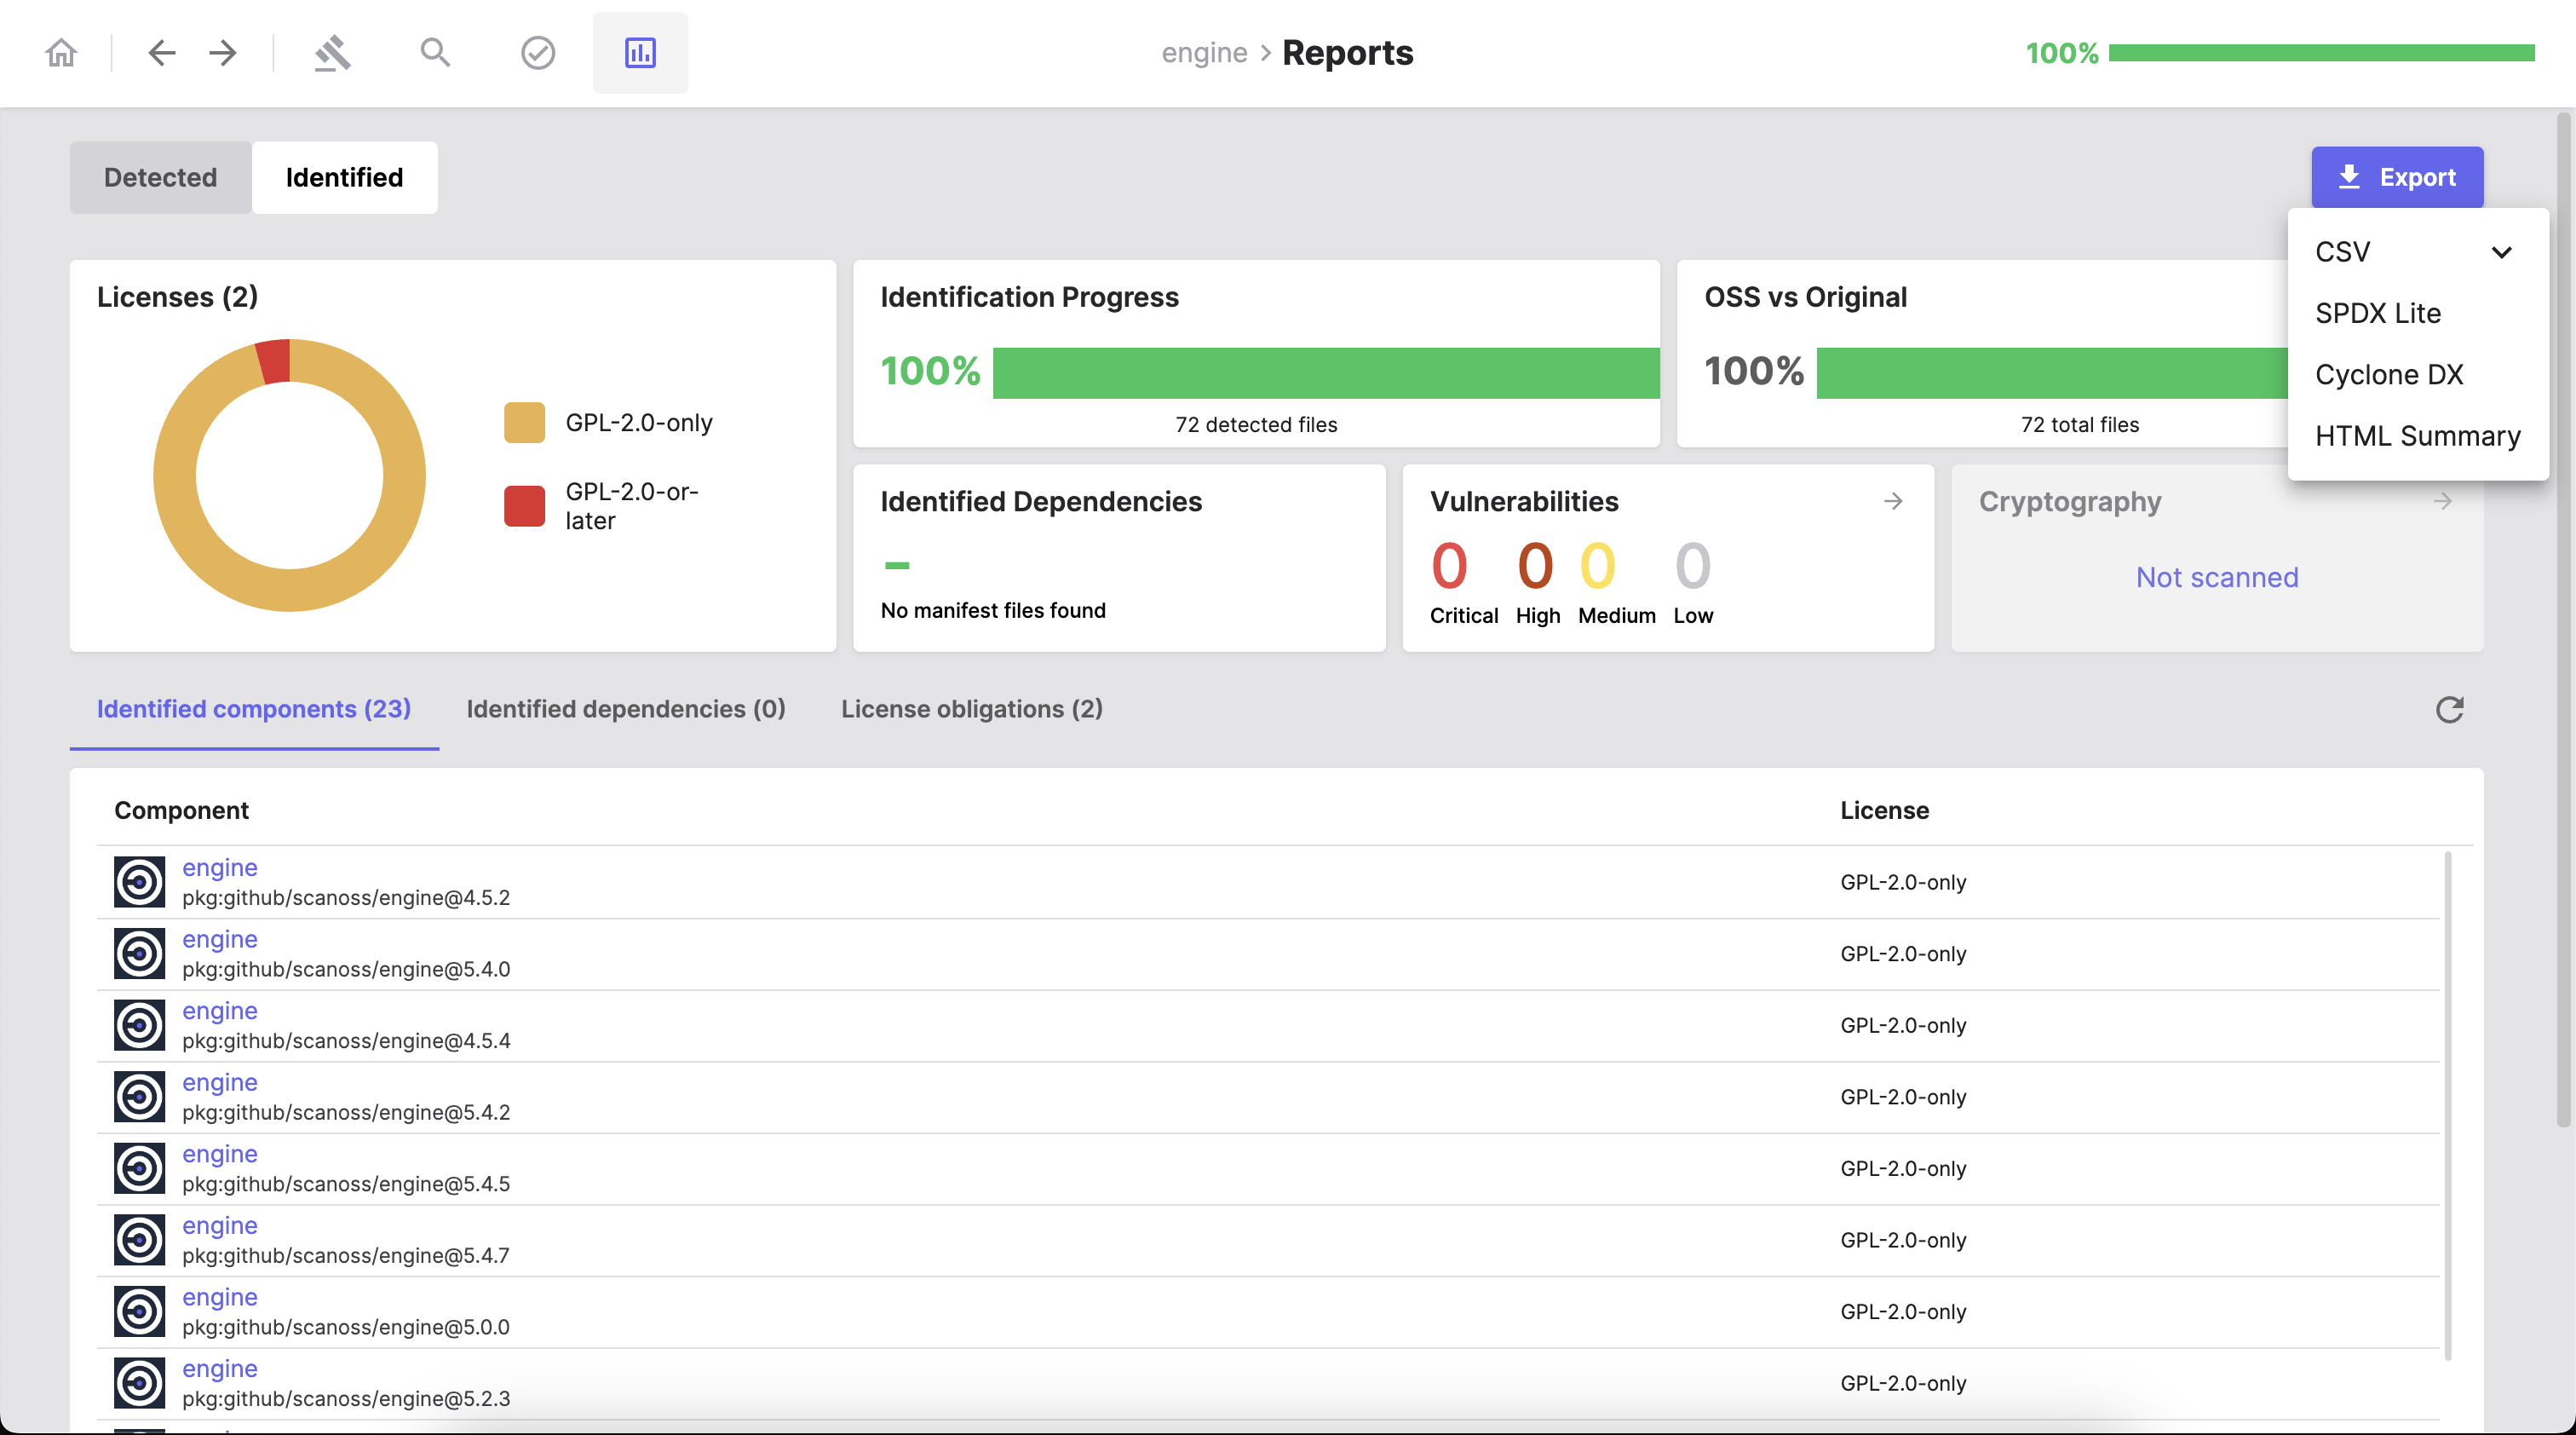 engine > Reports
100%
Detected
Identified
Export
CSV
SPDX Lite
Cyclone DX
HTML Summary
Licenses (2)
GPL-2.0-only
GPL-2.0-or-
later
Identification Progress
100%
72 detected files
OSS vs Original
100%
72 total files
Identified Dependencies
–
No manifest files found
Vulnerabilities
0 0 0 0
Critical High Medium Low
Cryptography
Not scanned
Identified components (23)
Identified dependencies (0)
License obligations (2)
Component License
engine
pkg:github/scanoss/engine@4.5.2
GPL-2.0-only
engine
pkg:github/scanoss/engine@5.4.0
GPL-2.0-only
engine
pkg:github/scanoss/engine@4.5.4
GPL-2.0-only
engine
pkg:github/scanoss/engine@5.4.2
GPL-2.0-only
engine
pkg:github/scanoss/engine@5.4.5
GPL-2.0-only
engine
pkg:github/scanoss/engine@5.4.7
GPL-2.0-only
engine
pkg:github/scanoss/engine@5.0.0
GPL-2.0-only
engine
pkg:github/scanoss/engine@5.2.3
GPL-2.0-only